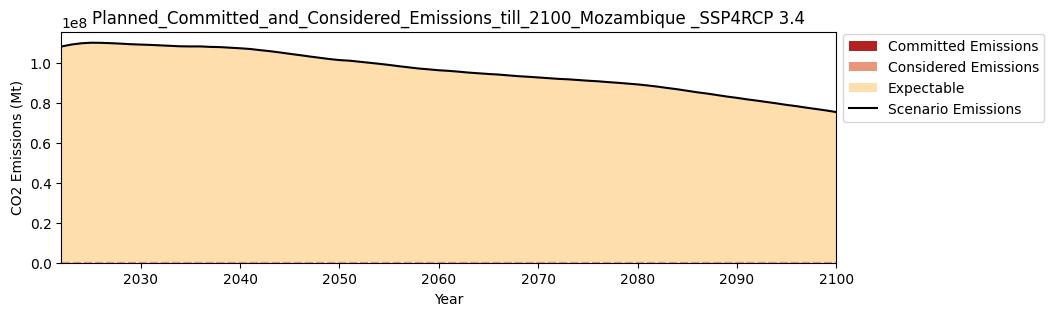 Planned_Committed_and_Considered_Emissions_till_2100_Mozambique _SSP4RCP 3.4
1e8
CO2 Emissions (Mt)
1.0
0.8
0.6
0.4
0.2
0.0
2030 2040 2050 2060 2070 2080 2090 2100
Year
Committed Emissions
Considered Emissions
Expectable
Scenario Emissions